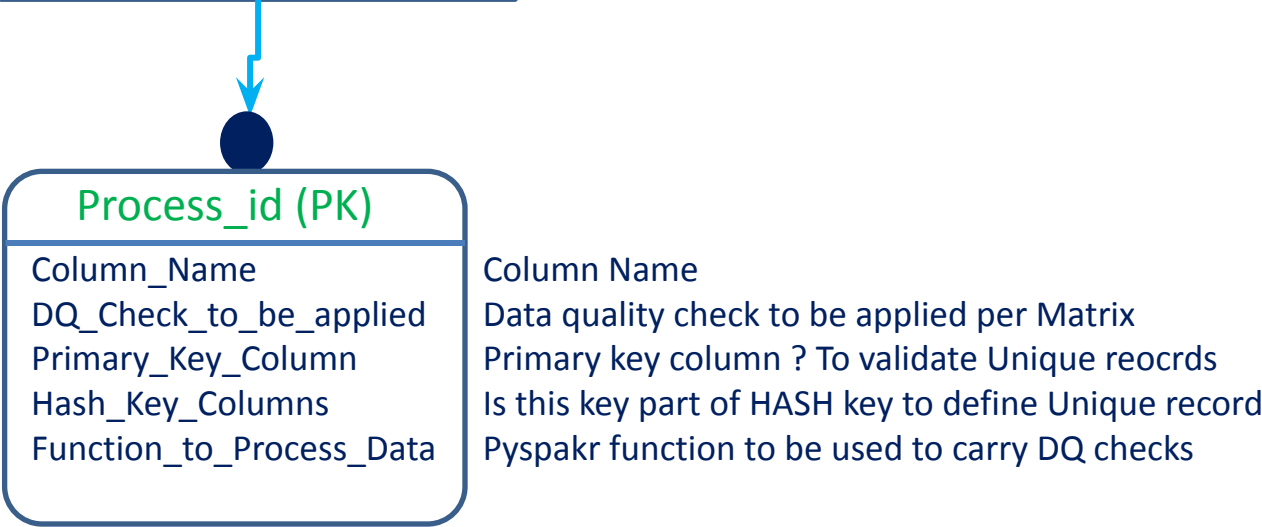 Process_id (PK)
Column_Name Column Name
DQ_Check_to_be_applied Data quality check to be applied per Matrix
Primary_Key_Column Primary key column ? To validate Unique reocrds
Hash_Key_Columns Is this key part of HASH key to define Unique record
Function_to_Process_Data Pyspakr function to be used to carry DQ checks